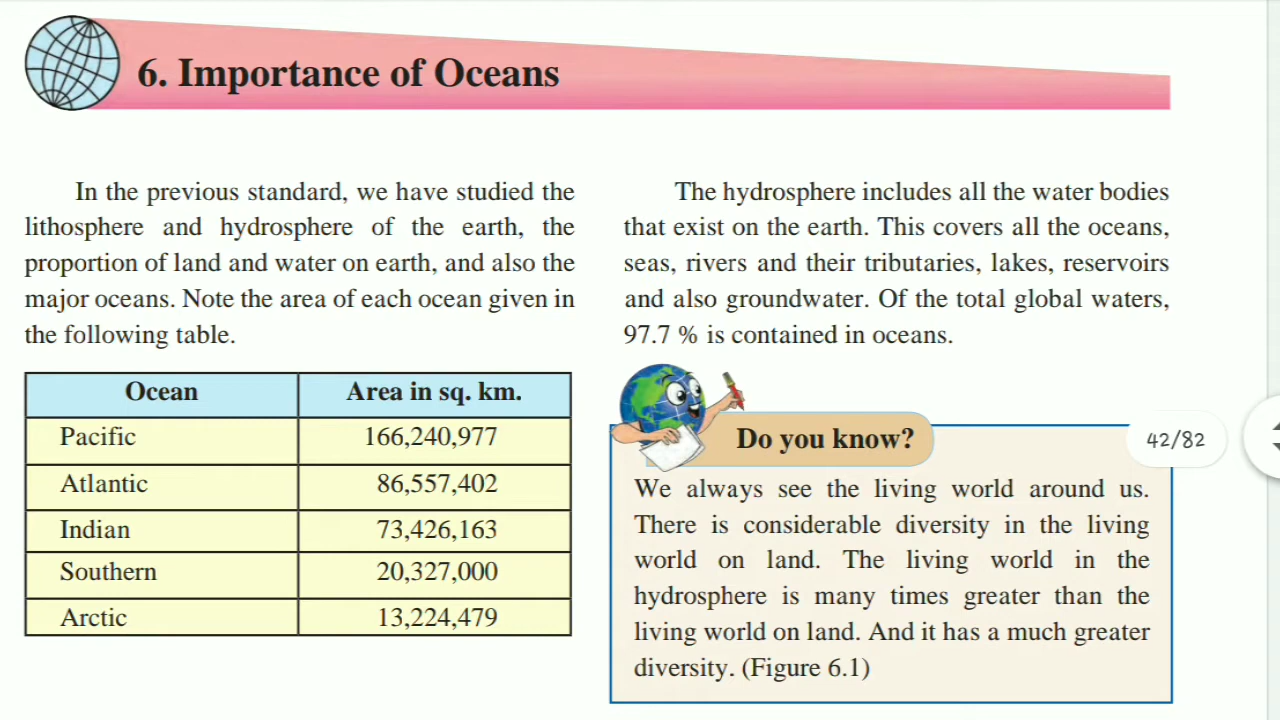 6. Importance of Oceans
In the previous standard, we have studied the
lithosphere and hydrosphere of the earth, the
proportion of land and water on earth, and also the
major oceans. Note the area of each ocean given in
the following table.
Ocean Area in sq. km.
Pacific 166,240,977
Atlantic 86,557,402
Indian 73,426,163
Southern 20,327,000
Arctic 13,224,479
The hydrosphere includes all the water bodies
that exist on the earth. This covers all the oceans,
seas, rivers and their tributaries, lakes, reservoirs
and also groundwater. Of the total global waters,
97.7 % is contained in oceans.
Do you know?
42/82
We always see the living world around us.
There is considerable diversity in the living
world on land. The living world in the
hydrosphere is many times greater than the
living world on land. And it has a much greater
diversity. (Figure 6.1)